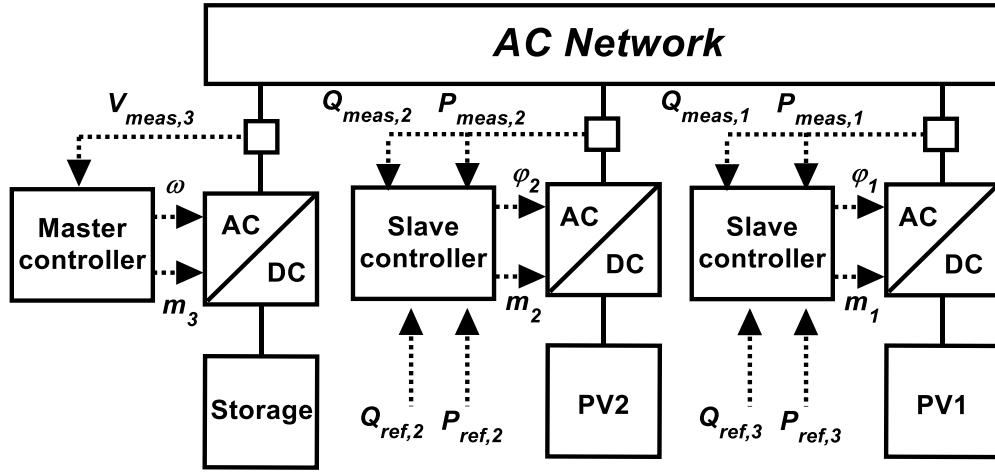 AC Network
V_meas,3
Q_meas,2 P_meas,2
Q_meas,1 P_meas,1
ω
φ_2
φ_1
Master
controller
AC
DC
Slave
controller
AC
DC
Slave
controller
AC
DC
m_3
m_2
m_1
Storage
PV2
PV1
Q_ref,2 P_ref,2
Q_ref,3 P_ref,3